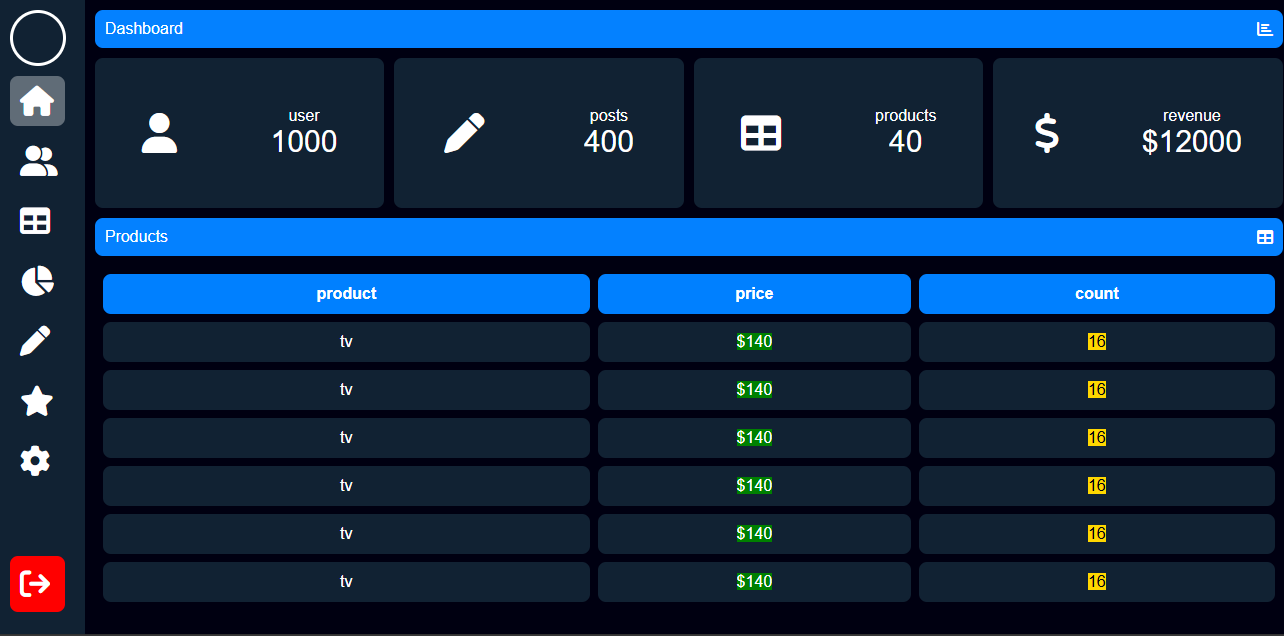 Dashboard
user
1000
posts
400
products
40
revenue
$12000
Products
product price count
tv $140 16
tv $140 16
tv $140 16
tv $140 16
tv $140 16
tv $140 16